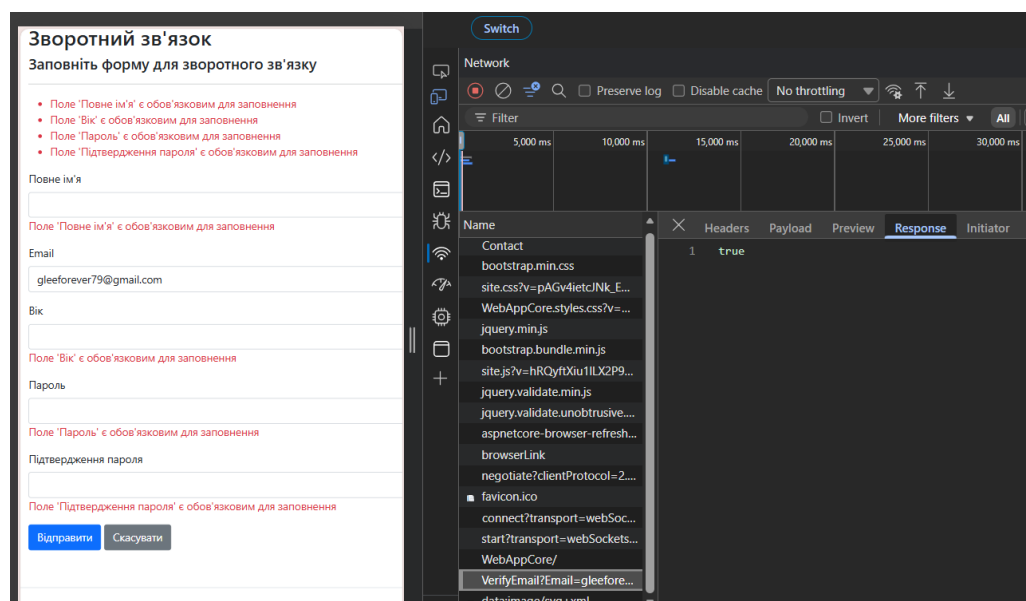 Зворотний зв'язок
Заповніть форму для зворотного зв'язку
Поле 'Повне ім'я' є обов'язковим для заповнення
Поле 'Вік' є обов'язковим для заповнення
Поле 'Пароль' є обов'язковим для заповнення
Поле 'Підтвердження пароля' є обов'язковим для заповнення
Повне ім'я
Поле 'Повне ім'я' є обов'язковим для заповнення
Email
gleeforever79@gmail.com
Вік
Поле 'Вік' є обов'язковим для заповнення
Пароль
Поле 'Пароль' є обов'язковим для заповнення
Підтвердження пароля
Поле 'Підтвердження пароля' є обов'язковим для заповнення
Відправити Скасувати
Switch
Network
Preserve log Disable cache No throttling
Filter Invert More filters All
5,000 ms 10,000 ms 15,000 ms 20,000 ms 25,000 ms 30,000 ms
Name
Contact
bootstrap.min.css
site.css?v=pAGv4ietcJNk_E...
WebAppCore.styles.css?v=...
jquery.min.js
bootstrap.bundle.min.js
site.js?v=hRQyftXiu1lLX2P9...
jquery.validate.min.js
jquery.validate.unobtrusive....
aspnetcore-browser-refresh...
browserLink
negotiate?clientProtocol=2....
favicon.ico
connect?transport=webSoc...
start?transport=webSockets...
WebAppCore/
VerifyEmail?Email=gleefore...
data:image/svg+xml
Headers Payload Preview Response Initiator
1 true